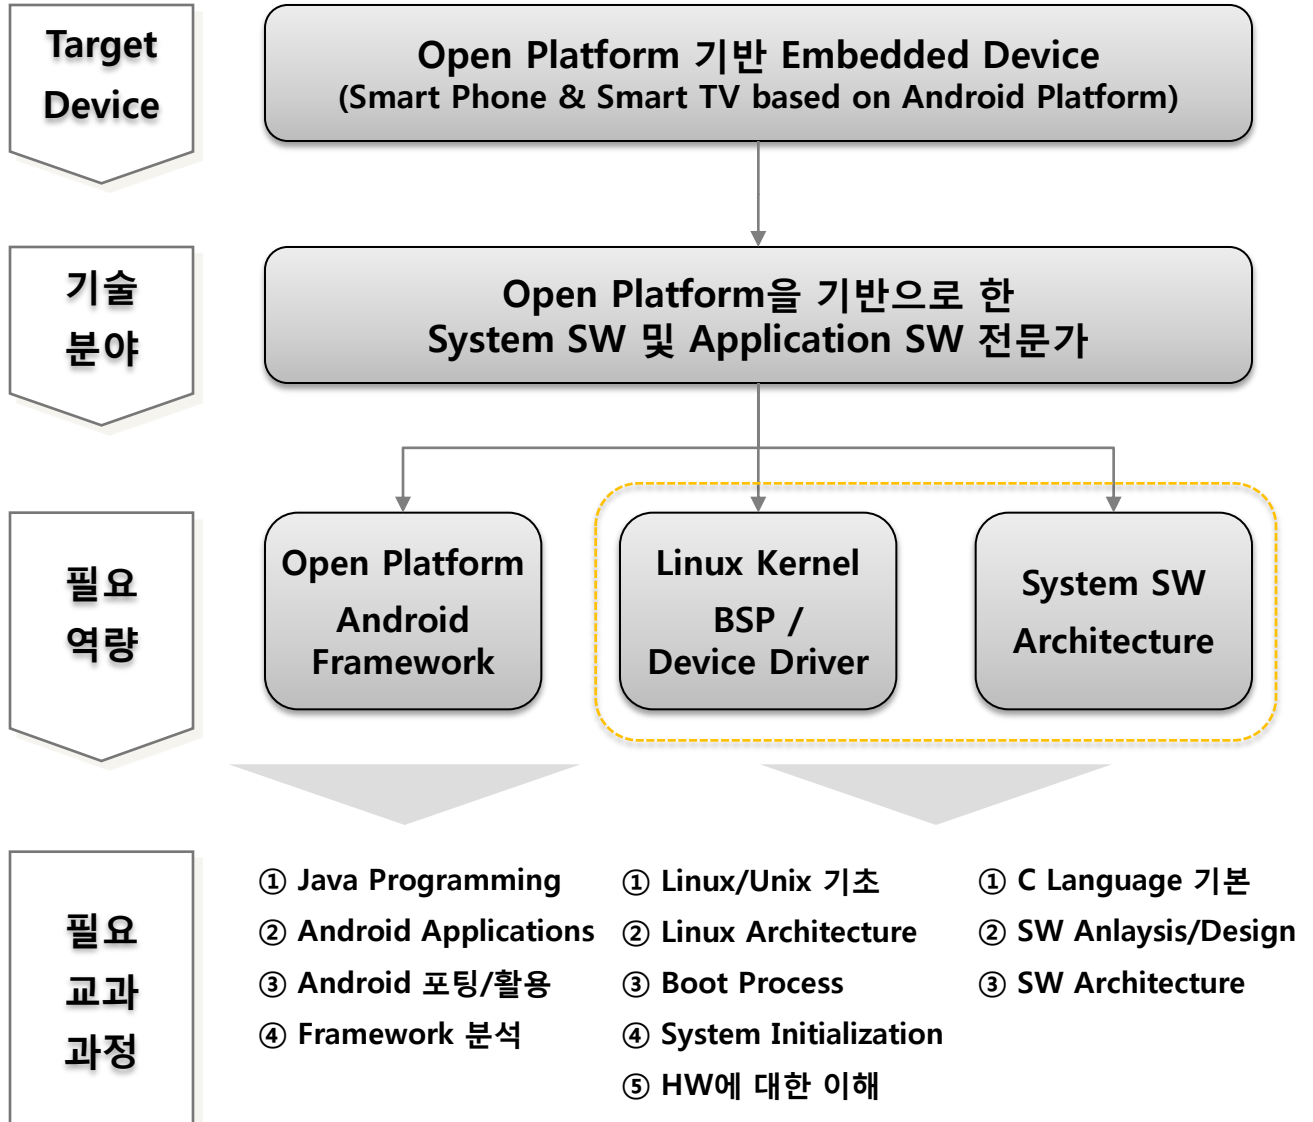 Target
Device
Open Platform 기반 Embedded Device
(Smart Phone & Smart TV based on Android Platform)
기술
분야
Open Platform을 기반으로 한
System SW 및 Application SW 전문가
필요
역량
Open Platform
Android
Framework
Linux Kernel
BSP /
Device Driver
System SW
Architecture
필요
교과
과정
① Java Programming
② Android Applications
③ Android 포팅/활용
④ Framework 분석
① Linux/Unix 기초
② Linux Architecture
③ Boot Process
④ System Initialization
⑤ HW에 대한 이해
① C Language 기본
② SW Anlaysis/Design
③ SW Architecture